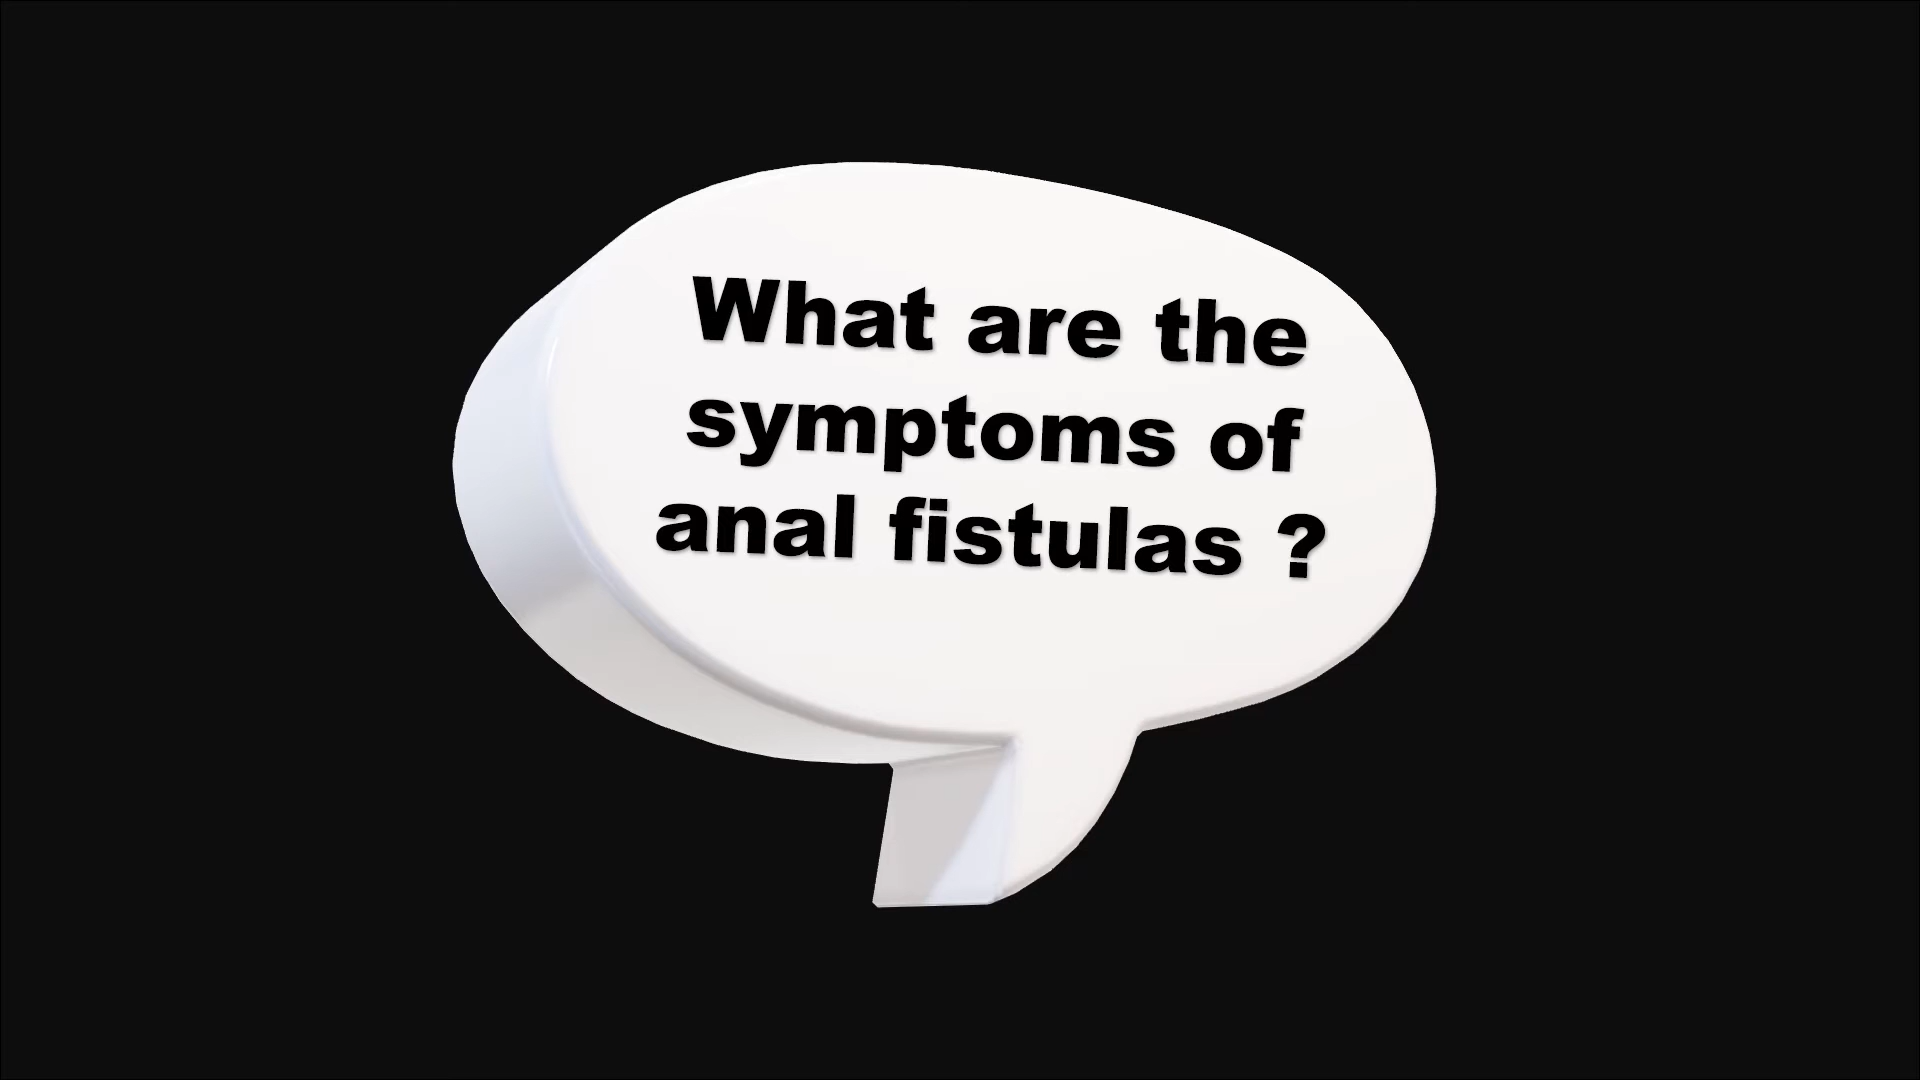 What are the
symptoms of
anal fistulas ?